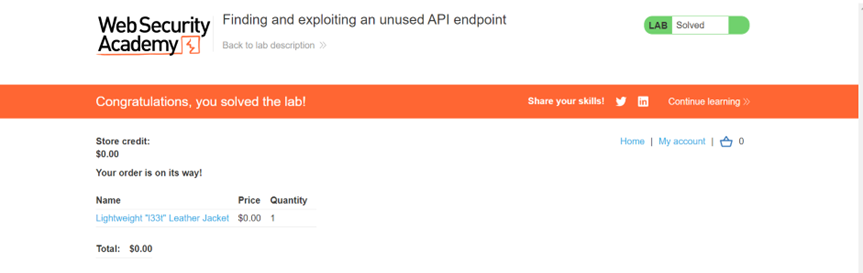 Web Security
Academy
Finding and exploiting an unused API endpoint
Back to lab description
LAB Solved
Congratulations, you solved the lab!
Share your skills!
Continue learning
Store credit:
$0.00
Home | My account | 0
Your order is on its way!
Name Price Quantity
Lightweight "l33t" Leather Jacket $0.00 1
Total: $0.00